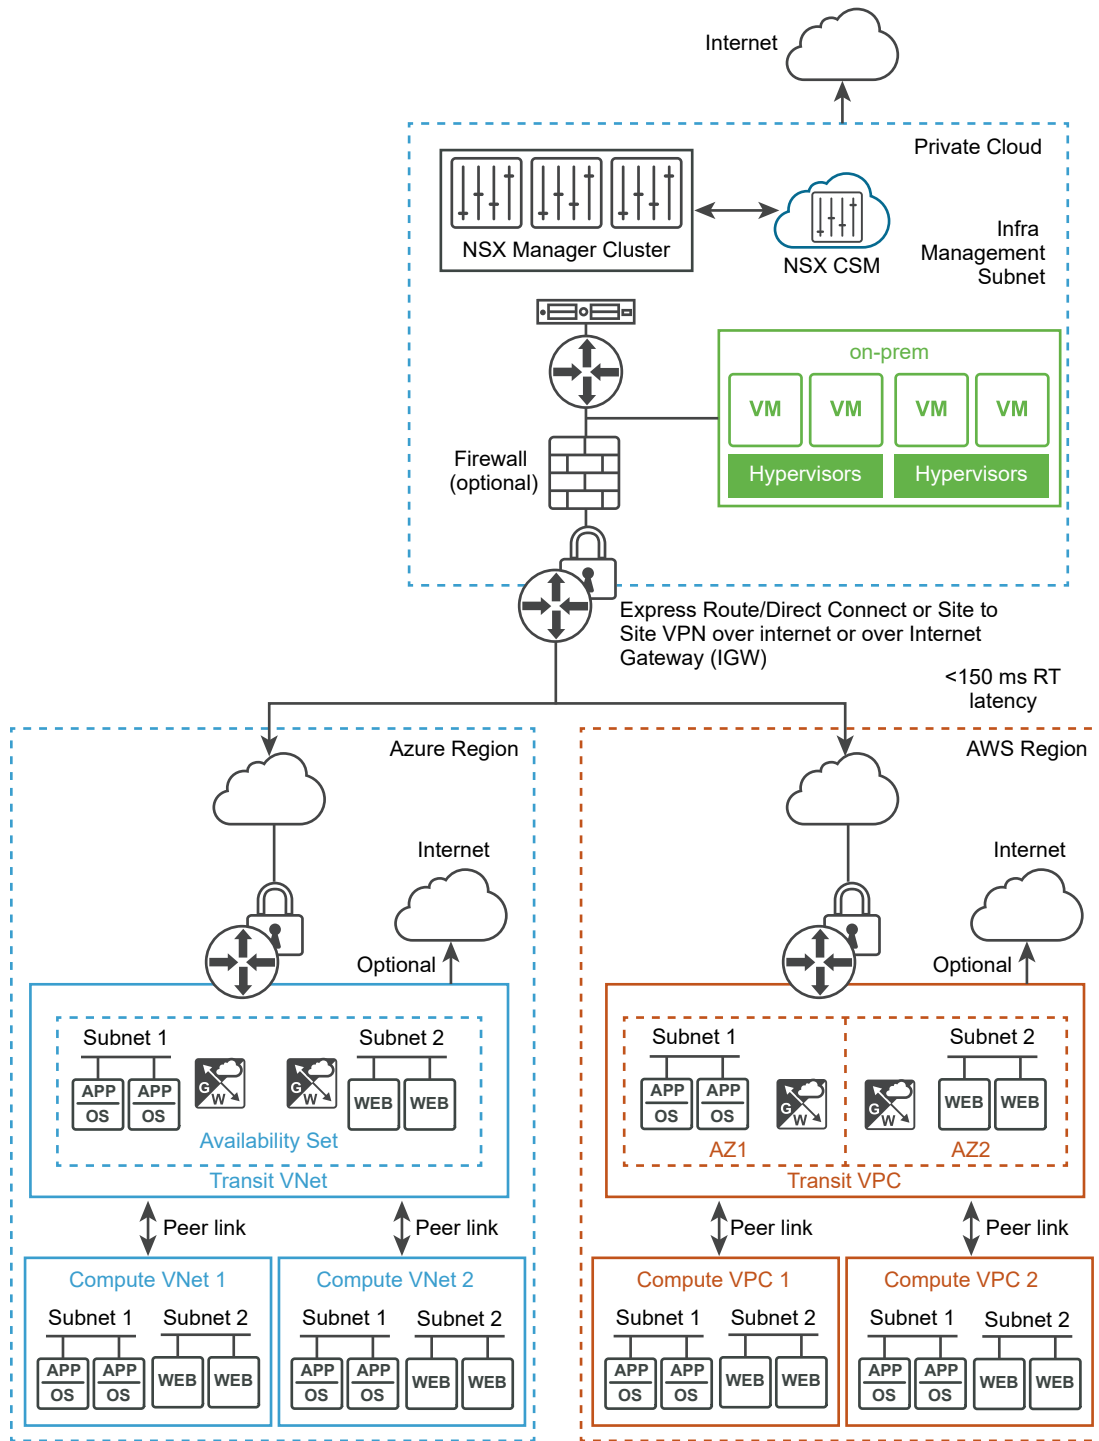 Internet
Private Cloud
NSX Manager Cluster
NSX CSM
Infra
Management
Subnet
on-prem
VM
VM
VM
VM
Hypervisors
Hypervisors
Firewall
(optional)
Express Route/Direct Connect or Site to
Site VPN over internet or over Internet
Gateway (IGW)
<150 ms RT
latency
Azure Region
Internet
Optional
Subnet 1
Subnet 2
APP
OS
APP
OS
G
W
G
W
WEB
WEB
Availability Set
Transit VNet
Peer link
Peer link
Compute VNet 1
Subnet 1
Subnet 2
APP
OS
APP
OS
WEB
WEB
Compute VNet 2
Subnet 1
Subnet 2
APP
OS
APP
OS
WEB
WEB
AWS Region
Internet
Optional
Subnet 1
Subnet 2
APP
OS
APP
OS
G
W
G
W
WEB
WEB
AZ1
AZ2
Transit VPC
Peer link
Peer link
Compute VPC 1
Subnet 1
Subnet 2
APP
OS
APP
OS
WEB
WEB
Compute VPC 2
Subnet 1
Subnet 2
APP
OS
APP
OS
WEB
WEB